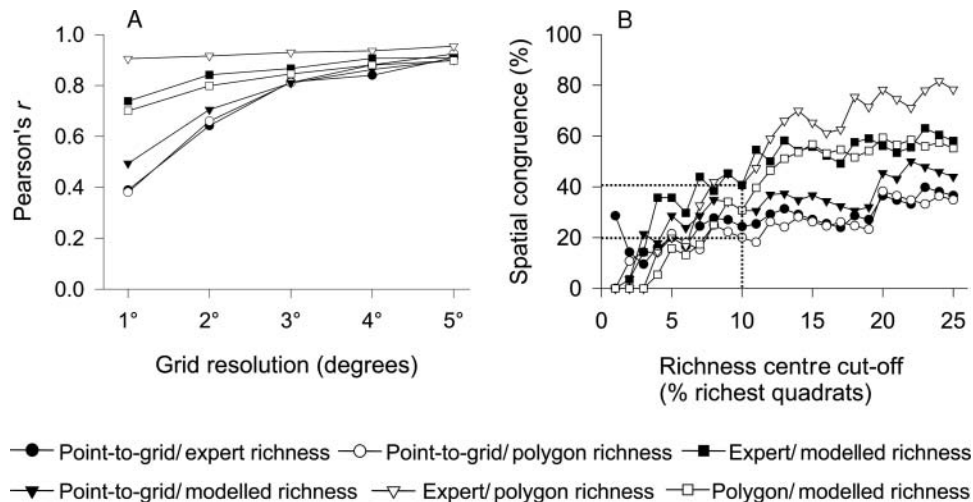 A
B
Pearson's r
1.0
0.8
0.6
0.4
0.2
0.0
1° 2° 3° 4° 5°
Grid resolution (degrees)
Spatial congruence (%)
100
80
60
40
20
0
0 5 10 15 20 25
Richness centre cut-off
(% richest quadrats)
Point-to-grid/ expert richness Point-to-grid/ polygon richness Expert/ modelled richness
Point-to-grid/ modelled richness Expert/ polygon richness Polygon/ modelled richness